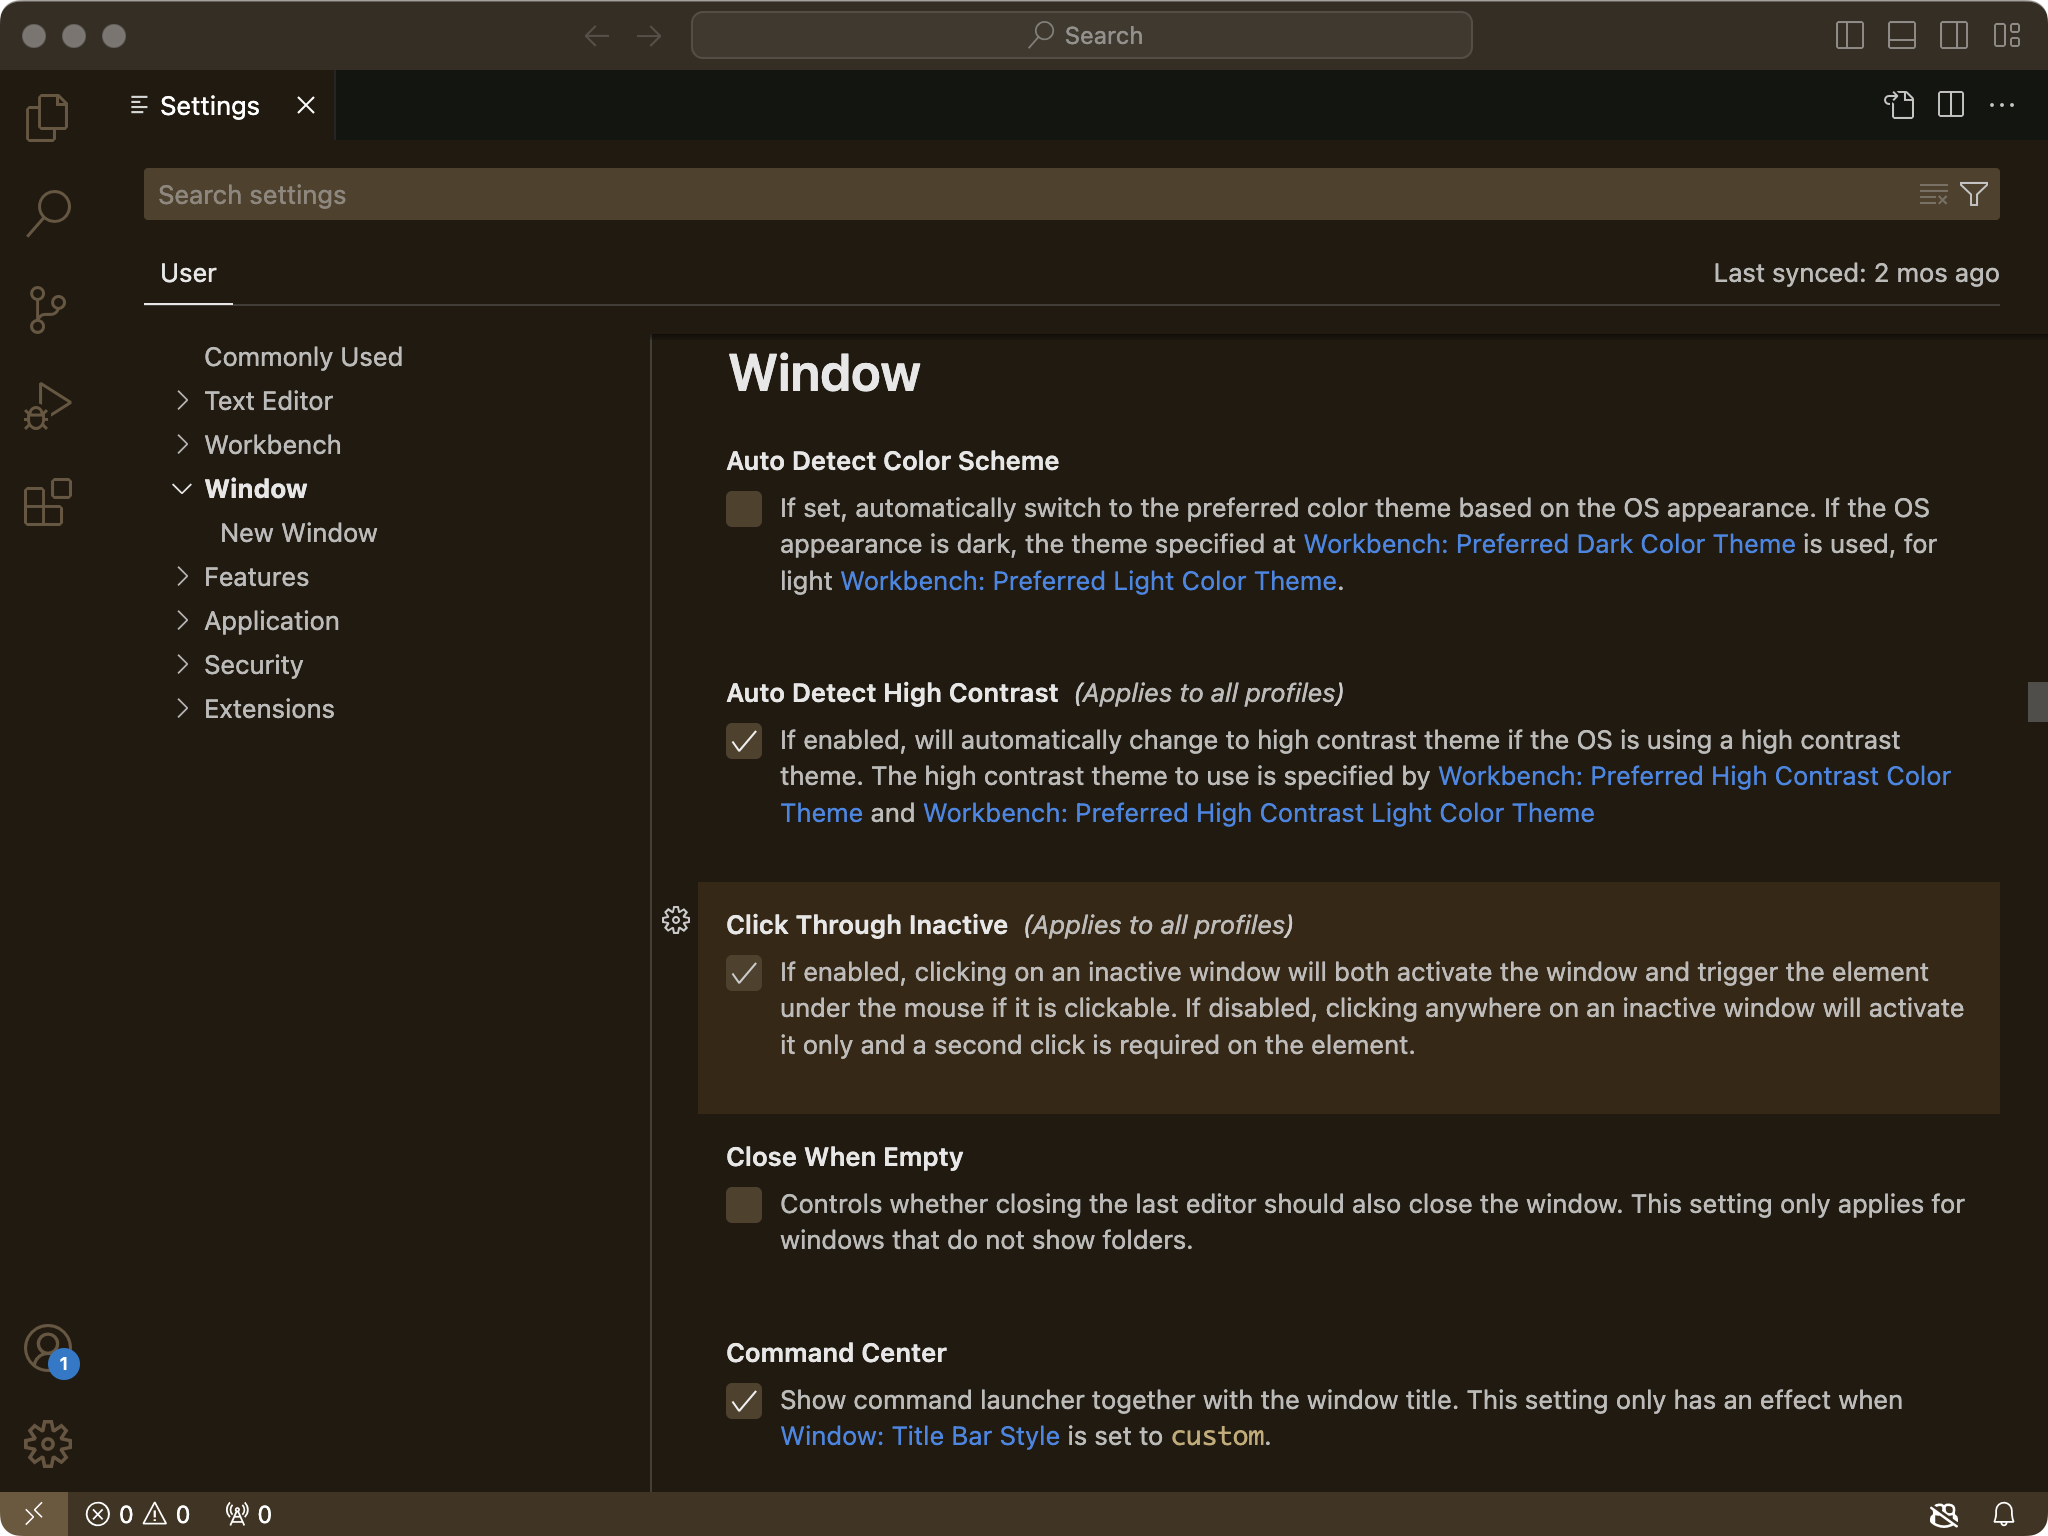 Search
Settings
Search settings
User
Last synced: 2 mos ago
Commonly Used
Text Editor
Workbench
Window
New Window
Features
Application
Security
Extensions
Window
Auto Detect Color Scheme
If set, automatically switch to the preferred color theme based on the OS appearance. If the OS
appearance is dark, the theme specified at Workbench: Preferred Dark Color Theme is used, for
light Workbench: Preferred Light Color Theme.
Auto Detect High Contrast (Applies to all profiles)
If enabled, will automatically change to high contrast theme if the OS is using a high contrast
theme. The high contrast theme to use is specified by Workbench: Preferred High Contrast Color
Theme and Workbench: Preferred High Contrast Light Color Theme
Click Through Inactive (Applies to all profiles)
If enabled, clicking on an inactive window will both activate the window and trigger the element
under the mouse if it is clickable. If disabled, clicking anywhere on an inactive window will activate
it only and a second click is required on the element.
Close When Empty
Controls whether closing the last editor should also close the window. This setting only applies for
windows that do not show folders.
Command Center
Show command launcher together with the window title. This setting only has an effect when
Window: Title Bar Style is set to custom.
1
0 0 0